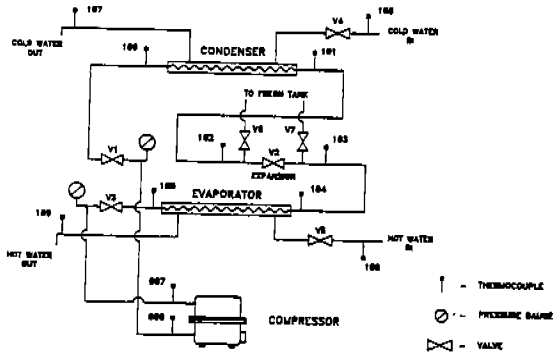 107
V4
108
COLD WATER
OUT
CONDENSER
COLD WATER
IN
100
101
TO FREON TANK
V6
V7
V1
102
V2
103
EXPANSION
V3
105
EVAPORATOR
104
109
HOT WATER
OUT
V5
HOT WATER
IN
007
COMPRESSOR
- THERMOCOUPLE
- PRESSURE GAUGE
- VALVE